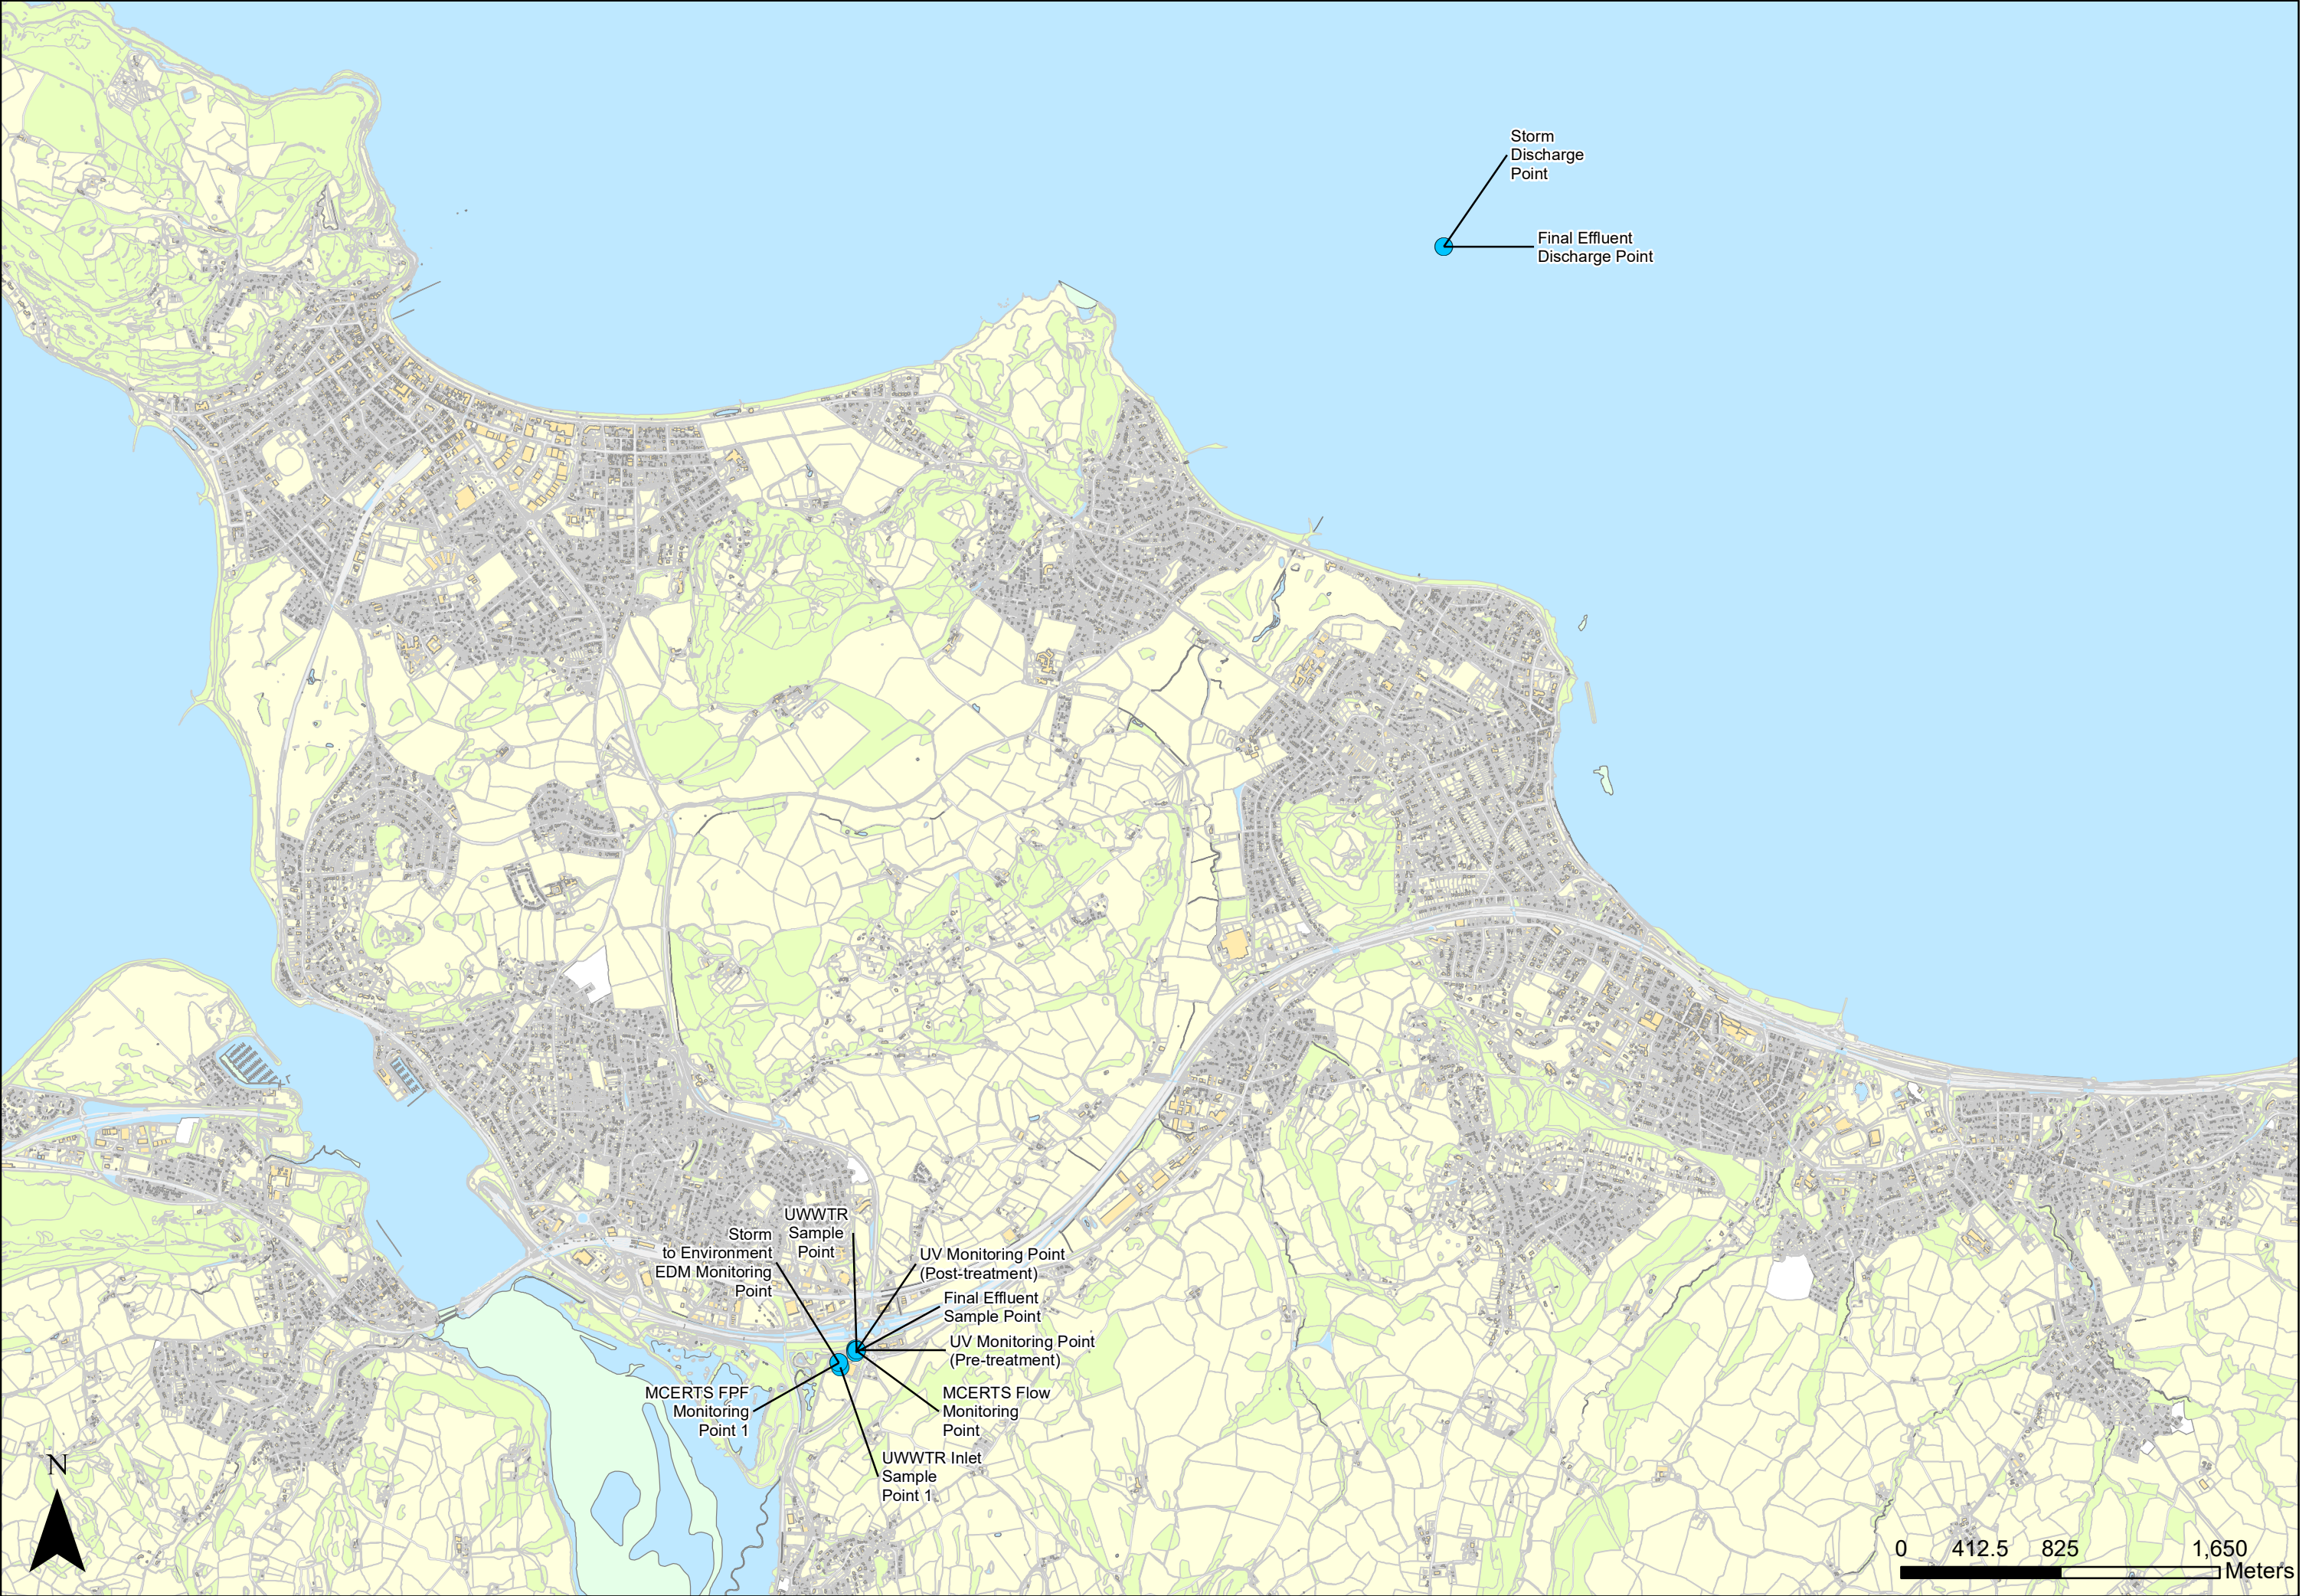 Storm
Discharge
Point
Final Effluent
Discharge Point
UWWTR
Sample
Point
Storm
to Environment
EDM Monitoring
Point
UV Monitoring Point
(Post-treatment)
Final Effluent
Sample Point
UV Monitoring Point
(Pre-treatment)
MCERTS FPF
Monitoring
Point 1
MCERTS Flow
Monitoring
Point
UWWTR Inlet
Sample
Point 1
N
0 412.5 825 1,650
Meters